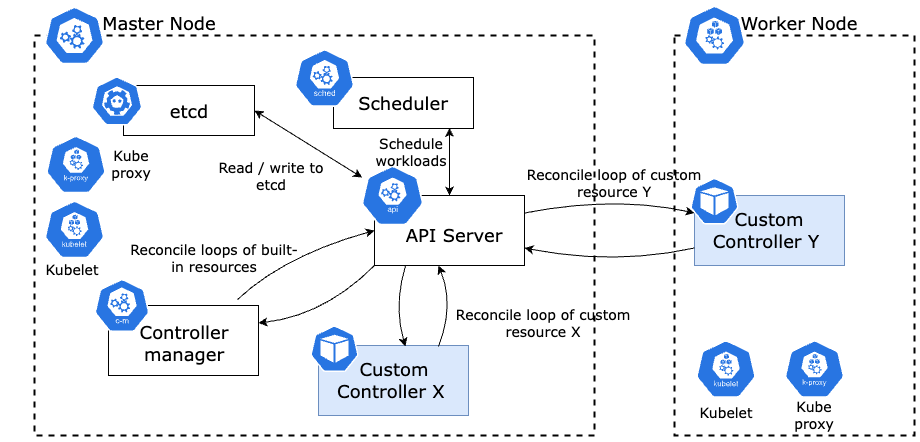 Master Node
Worker Node
sched
Scheduler
etcd
Schedule
workloads
Kube
proxy
k-proxy
Read / write to
etcd
Reconcile loop of custom
resource Y
api
API Server
Custom
Controller Y
kubelet
Kubelet
Reconcile loops of built-
in resources
c-m
Controller
manager
Reconcile loop of custom
resource X
Custom
Controller X
kubelet
Kubelet
k-proxy
Kube
proxy